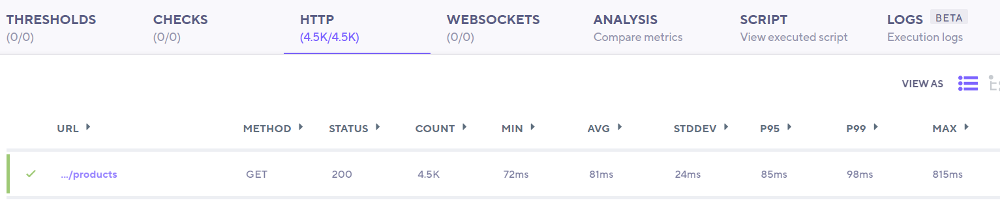 THRESHOLDS CHECKS HTTP WEBSOCKETS ANALYSIS SCRIPT LOGS BETA
(0/0) (0/0) (4.5K/4.5K) (0/0) Compare metrics View executed script Execution logs
VIEW AS
URL METHOD STATUS COUNT MIN AVG STDDEV P95 P99 MAX
.../products GET 200 4.5K 72ms 81ms 24ms 85ms 98ms 815ms